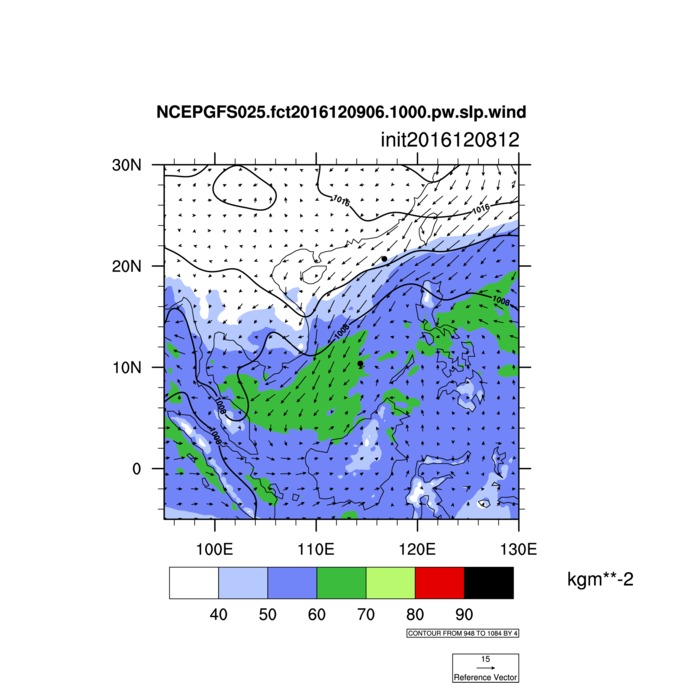 NCEPGFS025.fct2016120906.1000.pw.slp.wind
init2016120812
30N
1016
1016
20N
1008
1008
10N
1008
1008
0
100E 110E 120E 130E
kgm**-2
40 50 60 70 80 90
CONTOUR FROM 948 TO 1084 BY 4
15
Reference Vector